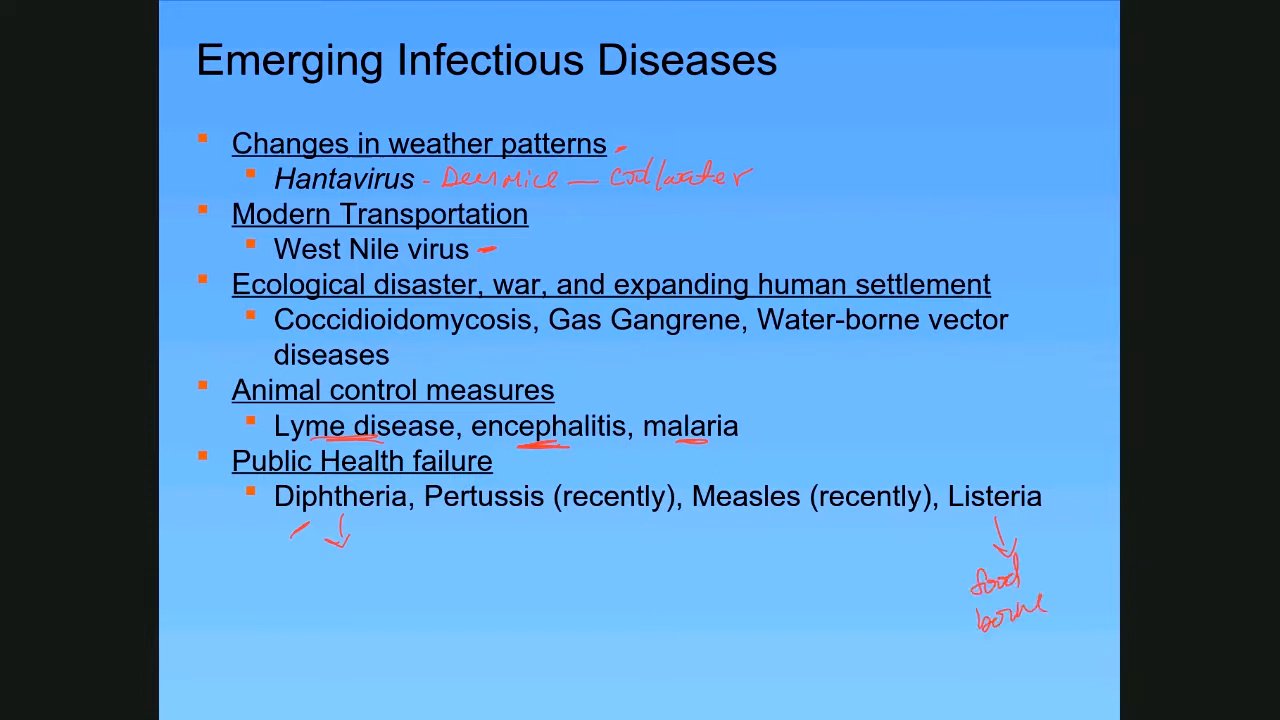 Emerging Infectious Diseases
Changes in weather patterns -
Hantavirus - Deer Mice — / water
Modern Transportation
West Nile virus -
Ecological disaster, war, and expanding human settlement
Coccidioidomycosis, Gas Gangrene, Water-borne vector
diseases
Animal control measures
Lyme disease, encephalitis, malaria
Public Health failure
Diphtheria, Pertussis (recently), Measles (recently), Listeria
food
borne